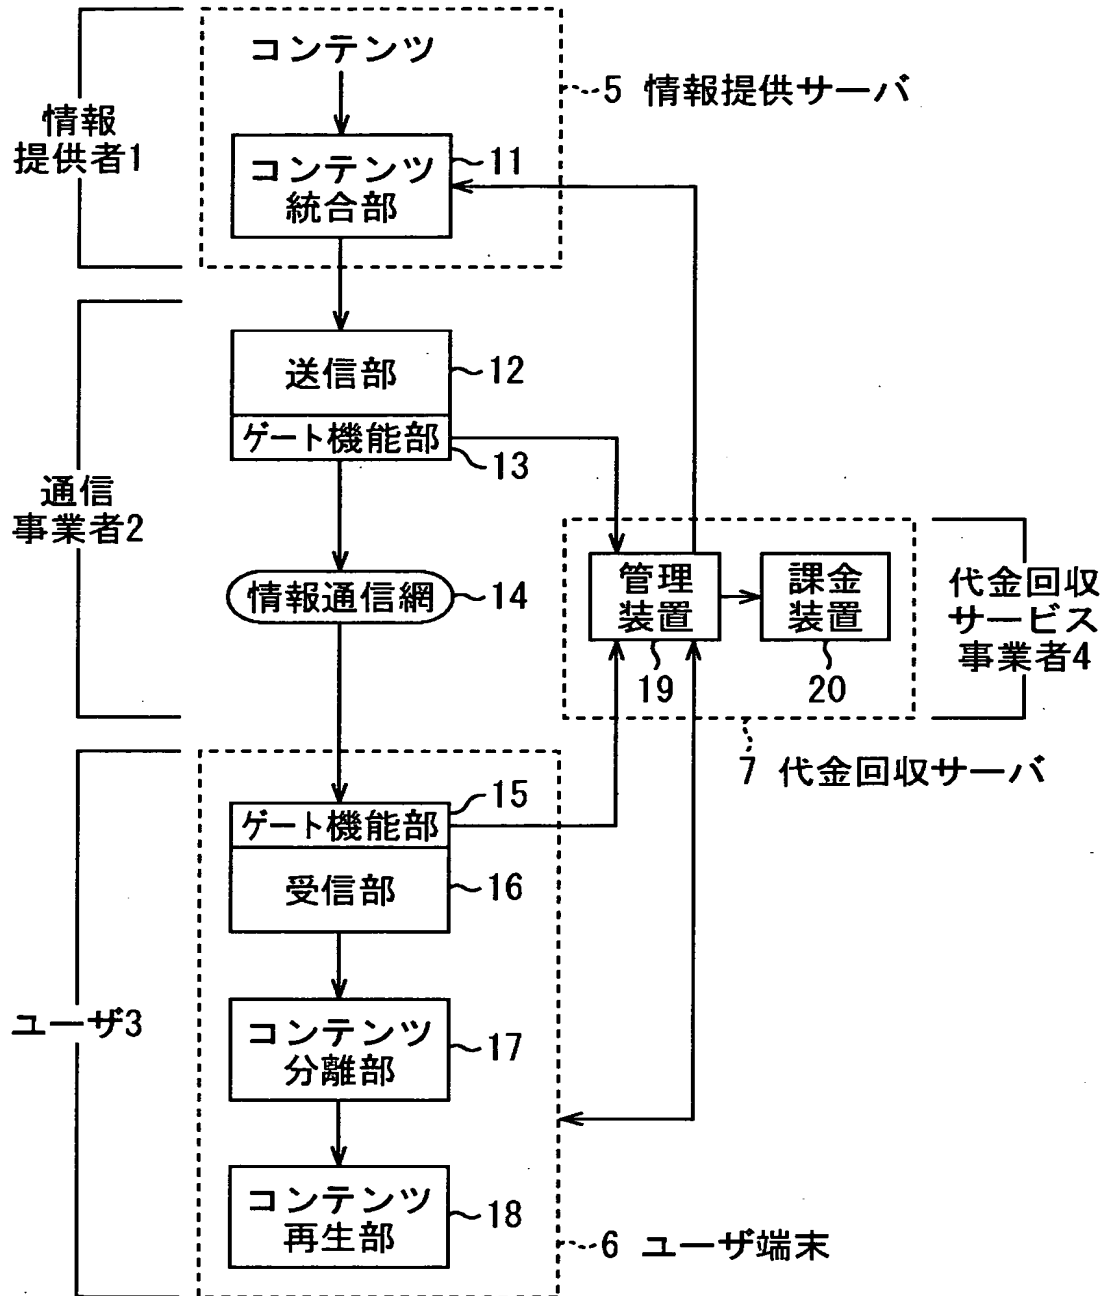 コンテンツ
5 情報提供サーバ
情報
提供者1
コンテンツ
統合部
11
送信部
12
ゲート機能部
13
通信
事業者2
情報通信網
14
管理
装置
19
課金
装置
20
代金回収
サービス
事業者4
7 代金回収サーバ
15
ゲート機能部
受信部
16
ユーザ3
コンテンツ
分離部
17
コンテンツ
再生部
18
6 ユーザ端末